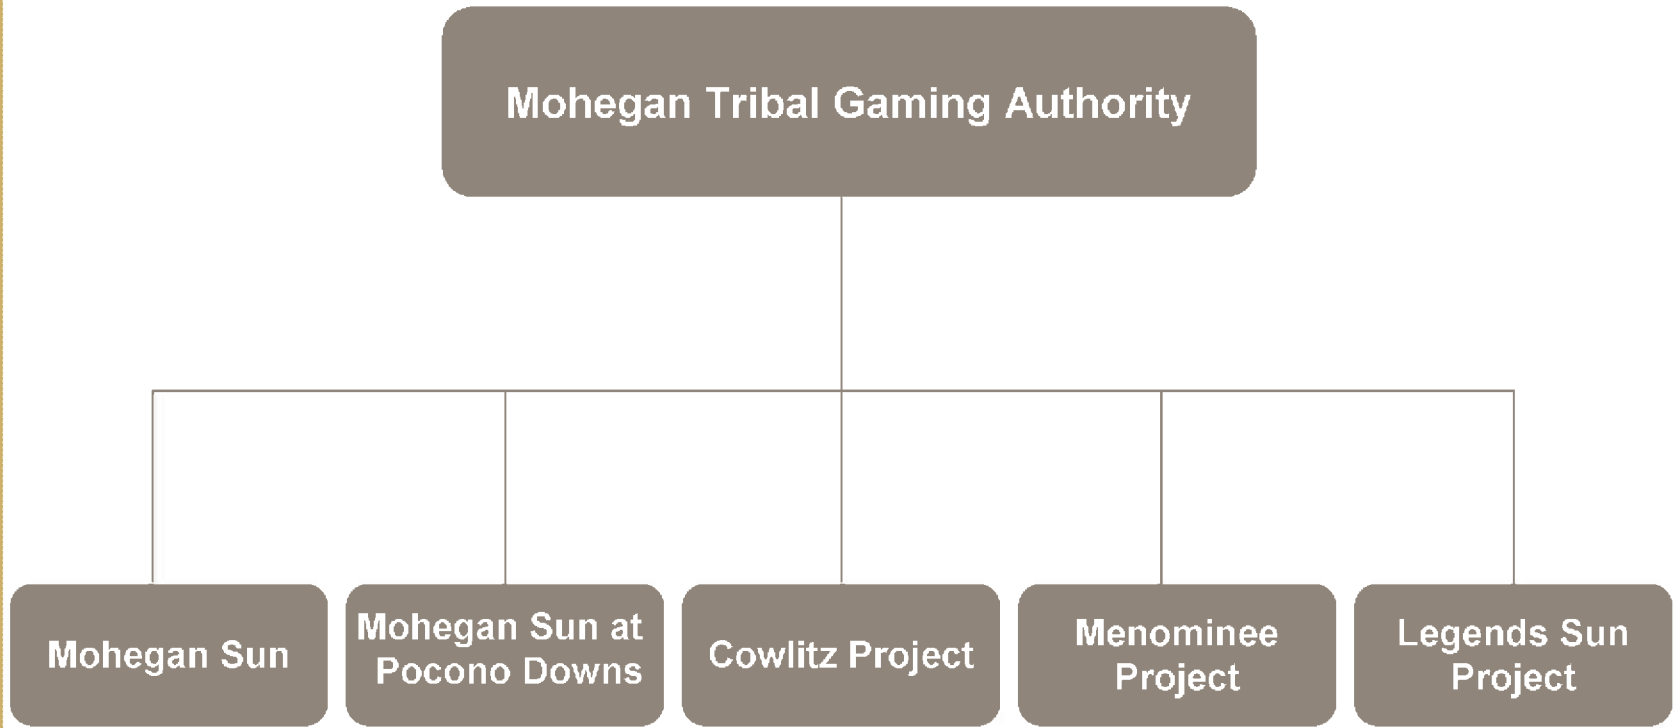 Mohegan Tribal Gaming Authority
Mohegan Sun
Mohegan Sun at
Pocono Downs
Cowlitz Project
Menominee
Project
Legends Sun
Project